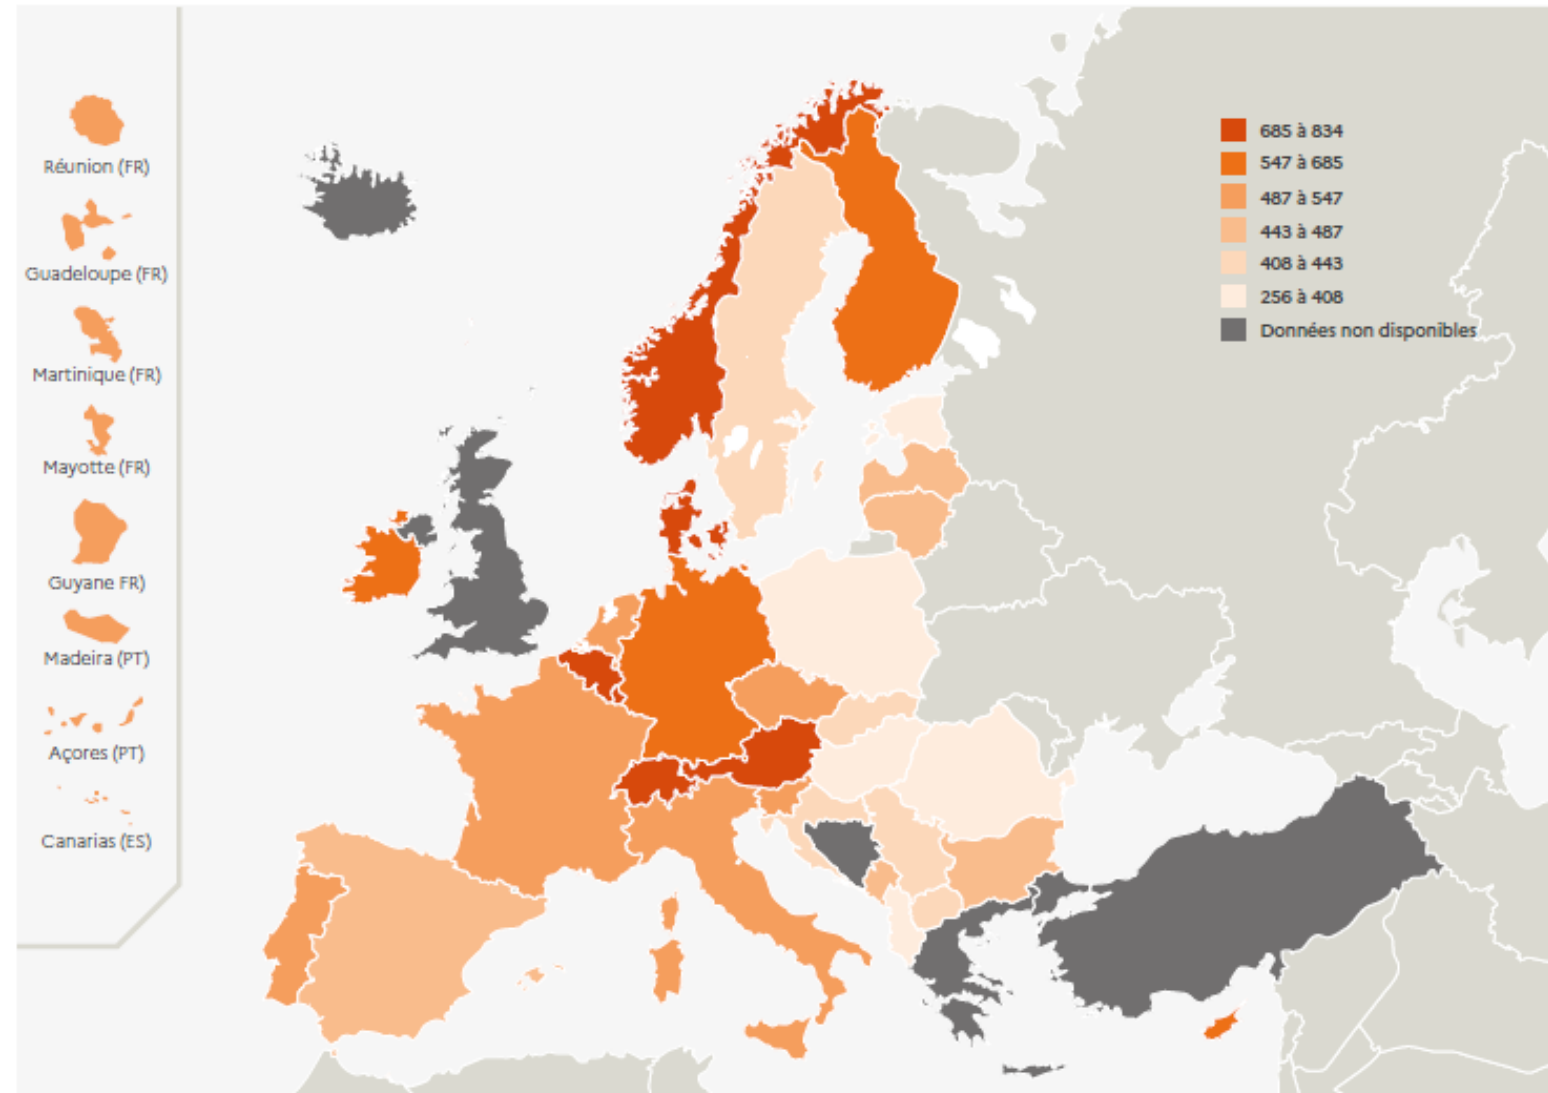 Réunion (FR)
Guadeloupe (FR)
Martinique (FR)
Mayotte (FR)
Guyane FR)
Madeira (PT)
Açores (PT)
Canarias (ES)
685 à 834
547 à 685
487 à 547
443 à 487
408 à 443
256 à 408
Données non disponibles